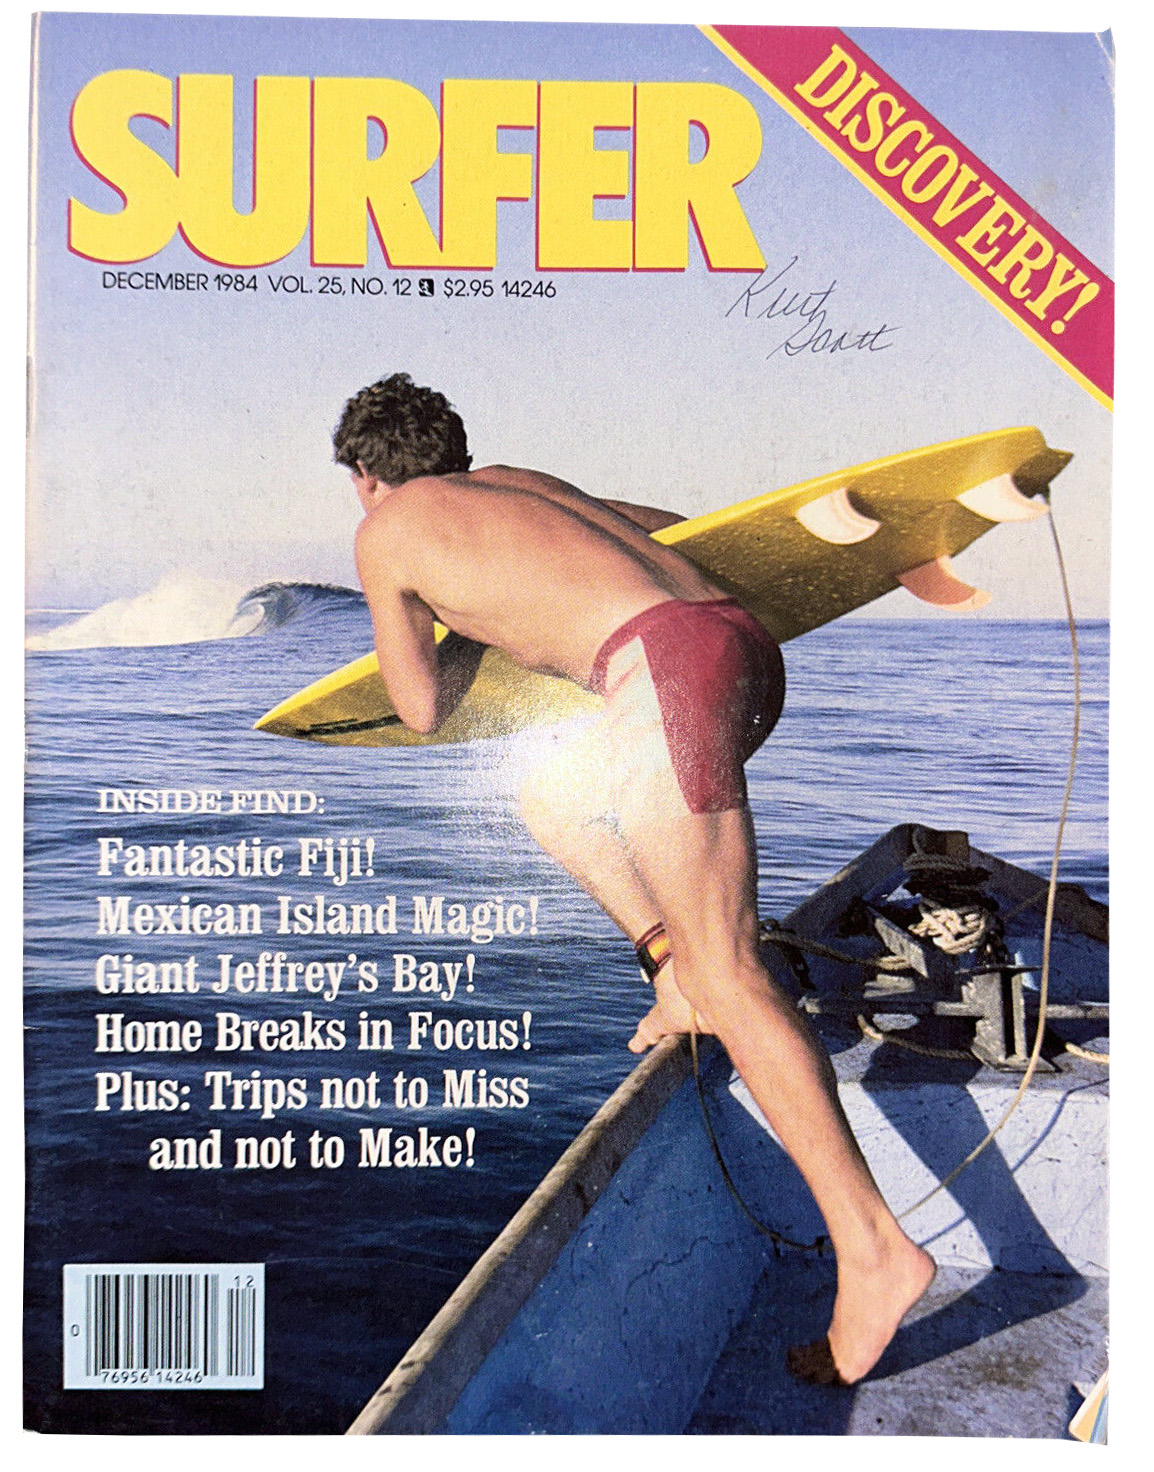 SURFER
DISCOVERY!
DECEMBER 1984 VOL. 25, NO. 12 $2.95 14246
Kurt
Scott
INSIDE FIND:
Fantastic Fiji!
Mexican Island Magic!
Giant Jeffrey's Bay!
Home Breaks in Focus!
Plus: Trips not to Miss
and not to Make!
12
0
76956 14246